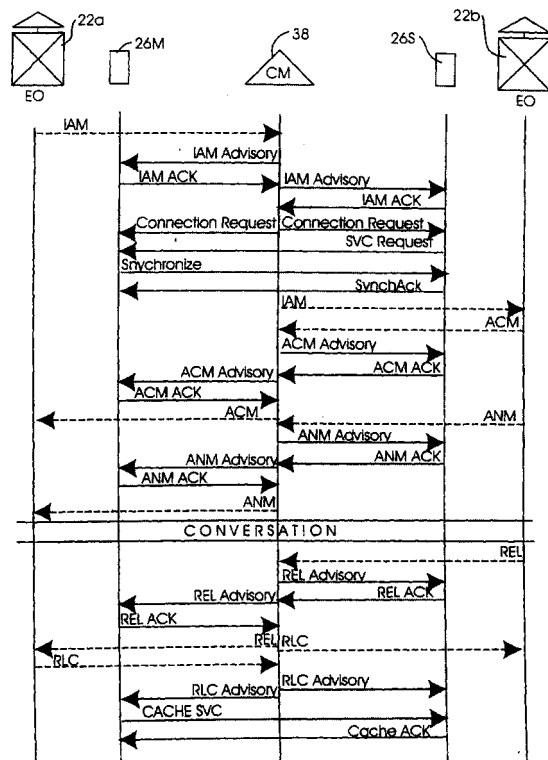 22a
26M
38
26S
22b
EO
CM
EO
IAM
IAM Advisory
IAM ACK
IAM Advisory
IAM ACK
Connection Request
Connection Request
SVC Request
Snychronize
SynchAck
IAM
ACM
ACM Advisory
ACM Advisory
ACM ACK
ACM ACK
ACM
ANM
ANM Advisory
ANM Advisory
ANM ACK
ANM ACK
ANM
CONVERSATION
REL
REL Advisory
REL Advisory
REL ACK
REL ACK
REL
RLC
RLC
RLC Advisory
RLC Advisory
CACHE SVC
Cache ACK